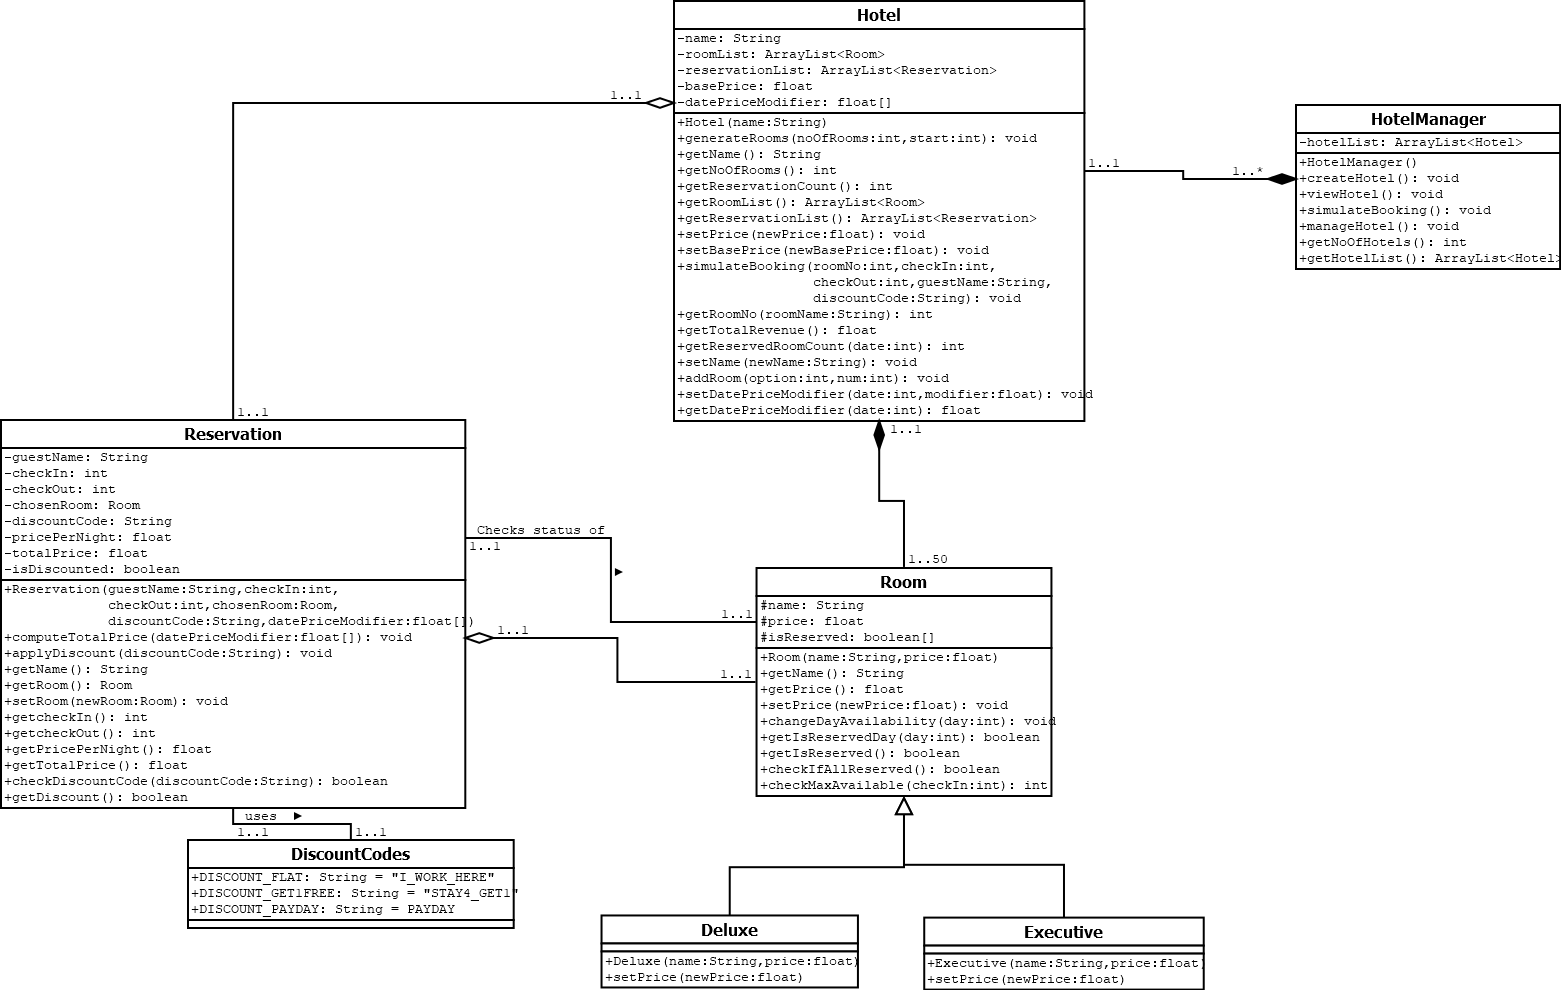 Hotel
-name: String
-roomList: ArrayList<Room>
-reservationList: ArrayList<Reservation>
-basePrice: float
-datePriceModifier: float[]
+Hotel(name:String)
+generateRooms(noOfRooms:int,start:int): void
+getName(): String
+getNoOfRooms(): int
+getReservationCount(): int
+getRoomList(): ArrayList<Room>
+getReservationList(): ArrayList<Reservation>
+setPrice(newPrice:float): void
+setBasePrice(newBasePrice:float): void
+simulateBooking(roomNo:int,checkIn:int,
checkOut:int,guestName:String,
discountCode:String): void
+getRoomNo(roomName:String): int
+getTotalRevenue(): float
+getReservedRoomCount(date:int): int
+setName(newName:String): void
+addRoom(option:int,num:int): void
+setDatePriceModifier(date:int,modifier:float): void
+getDatePriceModifier(date:int): float
1..1
1..1
1..1
1..*
HotelManager
-hotelList: ArrayList<Hotel>
+HotelManager()
+createHotel(): void
+viewHotel(): void
+simulateBooking(): void
+manageHotel(): void
+getNoOfHotels(): int
+getHotelList(): ArrayList<Hotel>
1..1
1..50
Reservation
-guestName: String
-checkIn: int
-checkOut: int
-chosenRoom: Room
-discountCode: String
-pricePerNight: float
-totalPrice: float
-isDiscounted: boolean
+Reservation(guestName:String,checkIn:int,
checkOut:int,chosenRoom:Room,
discountCode:String,datePriceModifier:float[])
+computeTotalPrice(datePriceModifier:float[]): void
+applyDiscount(discountCode:String): void
+getName(): String
+getRoom(): Room
+setRoom(newRoom:Room): void
+getcheckIn(): int
+getcheckOut(): int
+getPricePerNight(): float
+getTotalPrice(): float
+checkDiscountCode(discountCode:String): boolean
+getDiscount(): boolean
Checks status of
1..1
1..1
1..1
1..1
Room
#name: String
#price: float
#isReserved: boolean[]
+Room(name:String,price:float)
+getName(): String
+getPrice(): float
+setPrice(newPrice:float): void
+changeDayAvailability(day:int): void
+getIsReservedDay(day:int): boolean
+getIsReserved(): boolean
+checkIfAllReserved(): boolean
+checkMaxAvailable(checkIn:int): int
uses
1..1
1..1
DiscountCodes
+DISCOUNT_FLAT: String = "I_WORK_HERE"
+DISCOUNT_GET1FREE: String = "STAY4_GET1"
+DISCOUNT_PAYDAY: String = PAYDAY
Deluxe
+Deluxe(name:String,price:float)
+setPrice(newPrice:float)
Executive
+Executive(name:String,price:float)
+setPrice(newPrice:float)